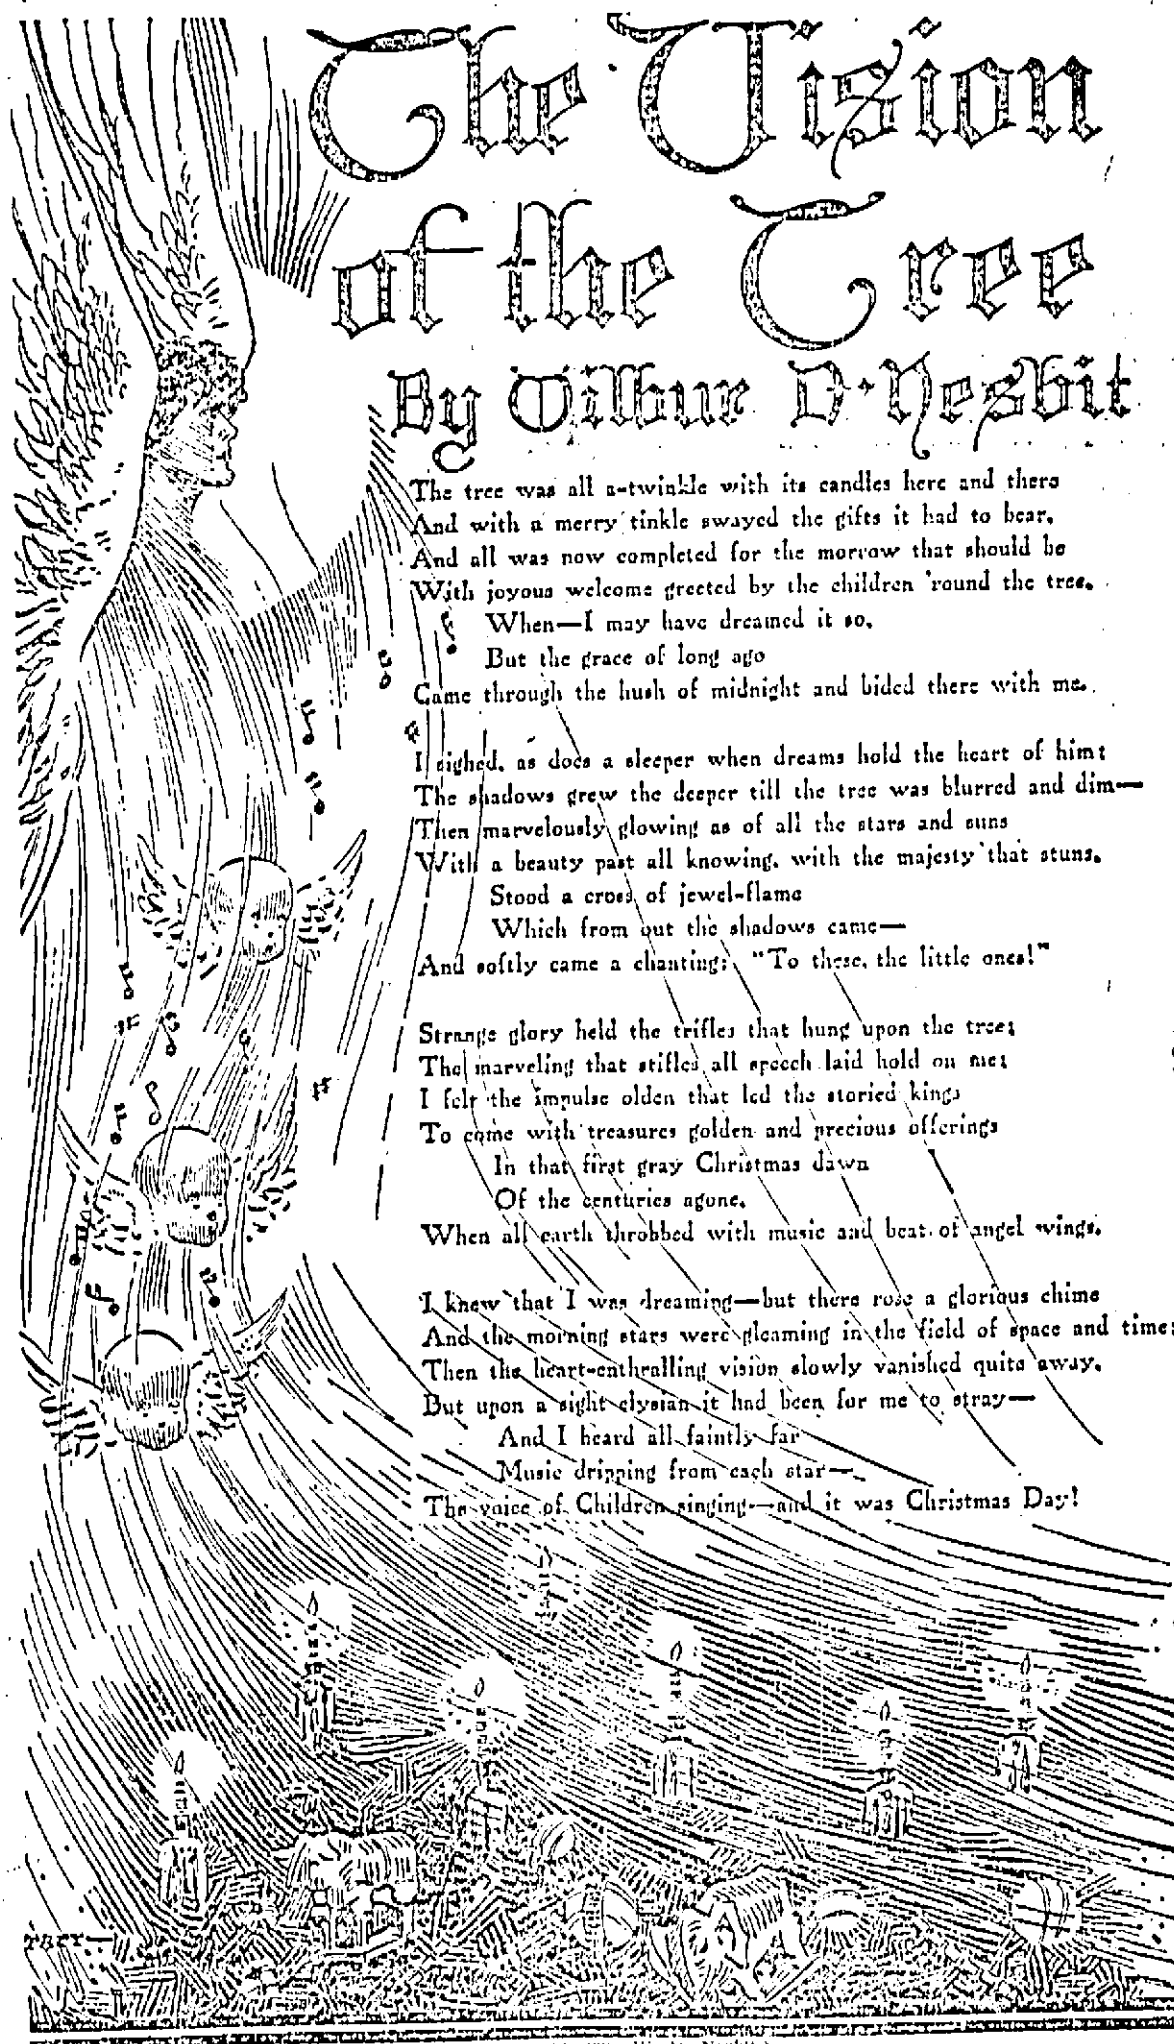 The Vision
of the Tree
By Wilbur D. Nesbit
The tree was all a-twinkle with its candles here and there
And with a merry tinkle swayed the gifts it had to bear,
And all was now completed for the morrow that should be
With joyous welcome greeted by the children 'round the tree,
When—I may have dreamed it so,
But the grace of long ago
Came through the hush of midnight and bided there with me.
I sighed, as does a sleeper when dreams hold the heart of him;
The shadows grew the deeper till the tree was blurred and dim—
Then marvelously glowing as of all the stars and suns
With a beauty past all knowing, with the majesty that stuns,
Stood a cross of jewel-flame
Which from out the shadows came—
And softly came a chanting: "To these, the little ones!"
Strange glory held the trifles that hung upon the tree;
The marveling that stifles all speech laid hold on me;
I felt the impulse olden that led the storied kings
To come with treasures golden and precious offerings
In that first gray Christmas dawn
Of the centuries agone,
When all earth throbbed with music and beat of angel wings.
I knew that I was dreaming—but there rose a glorious chime
And the morning stars were gleaming in the field of space and time;
Then the heart-enthralling vision slowly vanished quite away,
But upon a sight elysian it had been for me to stray—
And I heard all faintly far
Music dripping from each star—
The voice of Children singing—and it was Christmas Day!
A